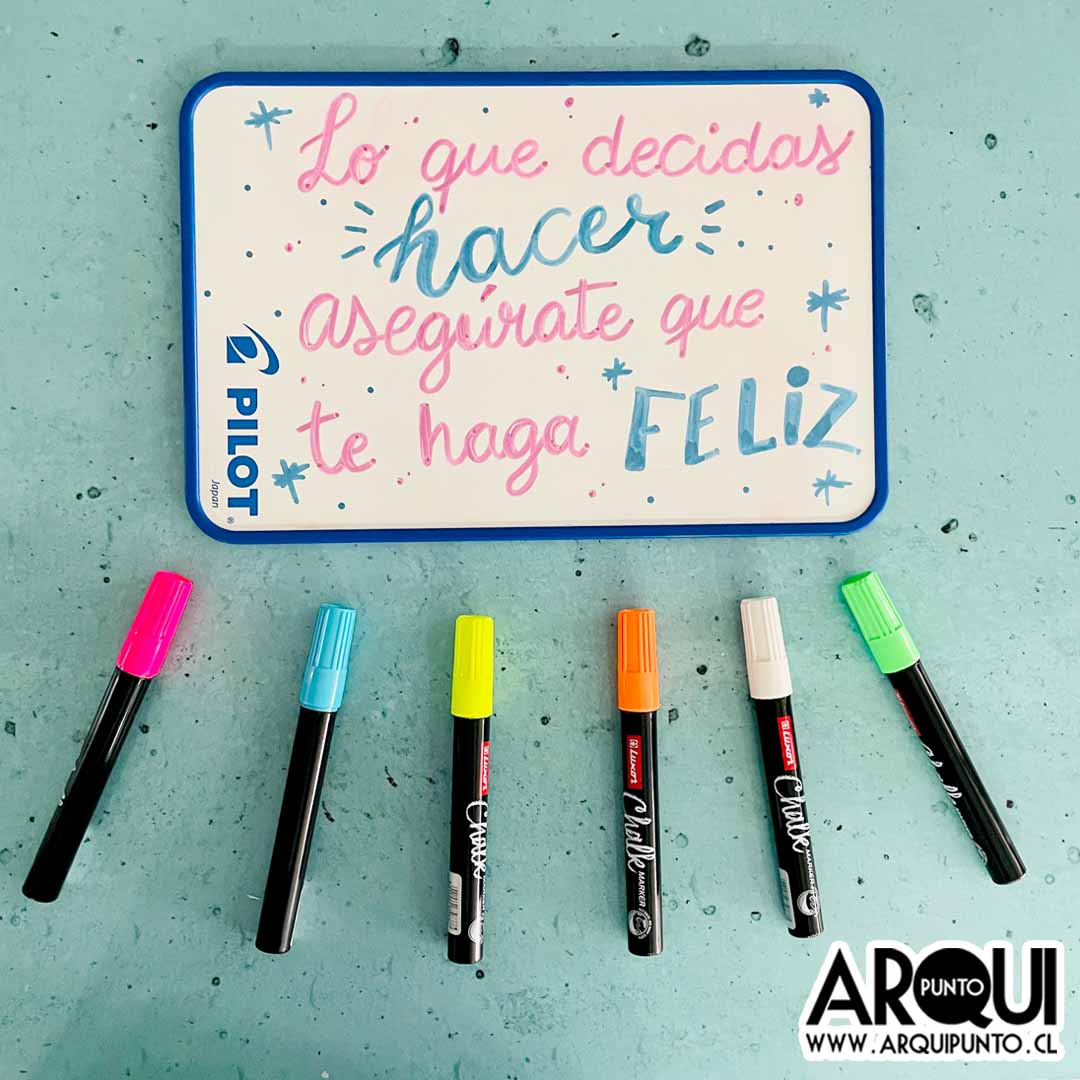 Lo que decidas
hacer
asegúrate que
te haga FELiZ
PILOT
Japan
Luxor
Chalk
Luxor
Chalk MARKER
Luxor
Chalk MARKER
ARQUI
PUNTO
WWW.ARQUIPUNTO.CL